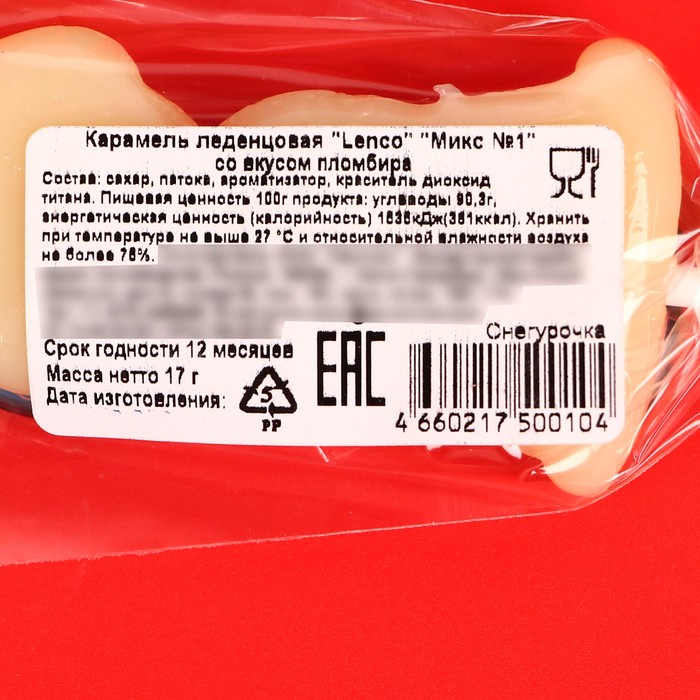 Карамель леденцовая "Lenco" "Микс №1"
со вкусом пломбира
Состав: сахар, патока, ароматизатор, краситель диоксид
титана. Пищевая ценность 100г продукта: углеводы 90,3г,
энергетическая ценность (калорийность) 1636кДж(361ккал). Хранить
при температуре не выше 27 °С и относительной влажности воздуха
не более 78%.
Снегурочка
Срок годности 12 месяцев
Масса нетто 17 г
Дата изготовления:
5
PP
EAC
4 660217 500104